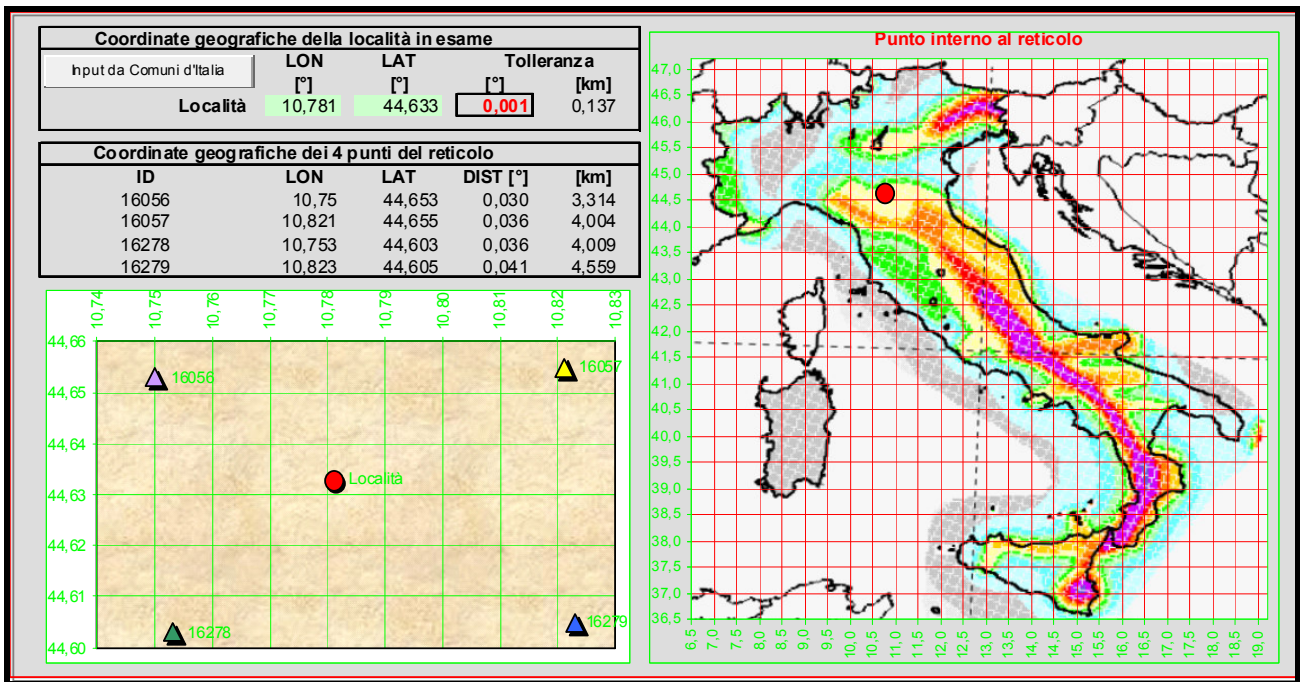 Coordinate geografiche della località in esame
Input da Comuni d'Italia
LON LAT Tolleranza
[°] [°] [°] [km]
Località 10,781 44,633 0,001 0,137
Coordinate geografiche dei 4 punti del reticolo
ID LON LAT DIST [°] [km]
16056 10,75 44,653 0,030 3,314
16057 10,821 44,655 0,036 4,004
16278 10,753 44,603 0,036 4,009
16279 10,823 44,605 0,041 4,559
10,74 10,75 10,76 10,77 10,78 10,79 10,80 10,81 10,82 10,83
44,66
44,65
44,64
44,63
44,62
44,61
44,60
16056
16057
Località
16278
16279
Punto interno al reticolo
47,0
46,5
46,0
45,5
45,0
44,5
44,0
43,5
43,0
42,5
42,0
41,5
41,0
40,5
40,0
39,5
39,0
38,5
38,0
37,5
37,0
36,5
6,5 7,0 7,5 8,0 8,5 9,0 9,5 10,0 10,5 11,0 11,5 12,0 12,5 13,0 13,5 14,0 14,5 15,0 15,5 16,0 16,5 17,0 17,5 18,0 18,5 19,0